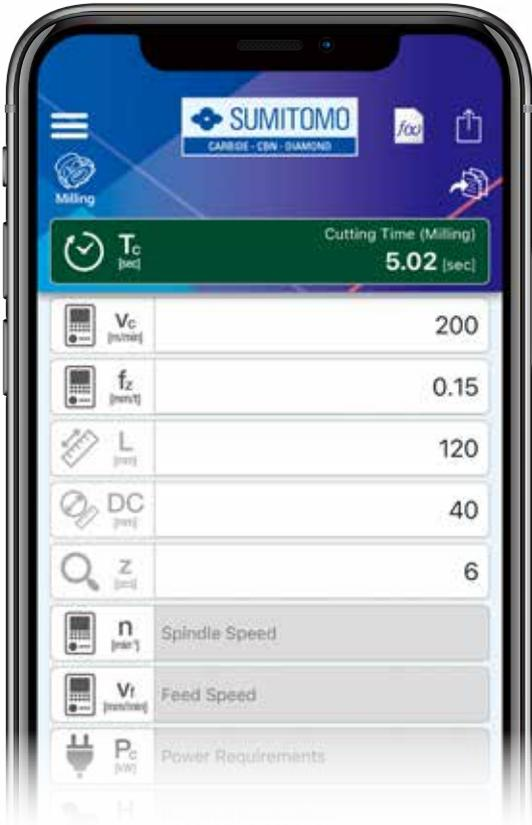 SUMITOMO
CARBIDE - CBN - DIAMOND
f(x)
Milling
Cutting Time (Milling)
Tc
[sec]
5.02 [sec]
Vc
[m/min]
200
fz
[mm/t]
0.15
L
[mm]
120
DC
[mm]
40
z
6
n
[min⁻¹]
Spindle Speed
Vf
[mm/min]
Feed Speed
Pc
[kW]
Power Requirements
H